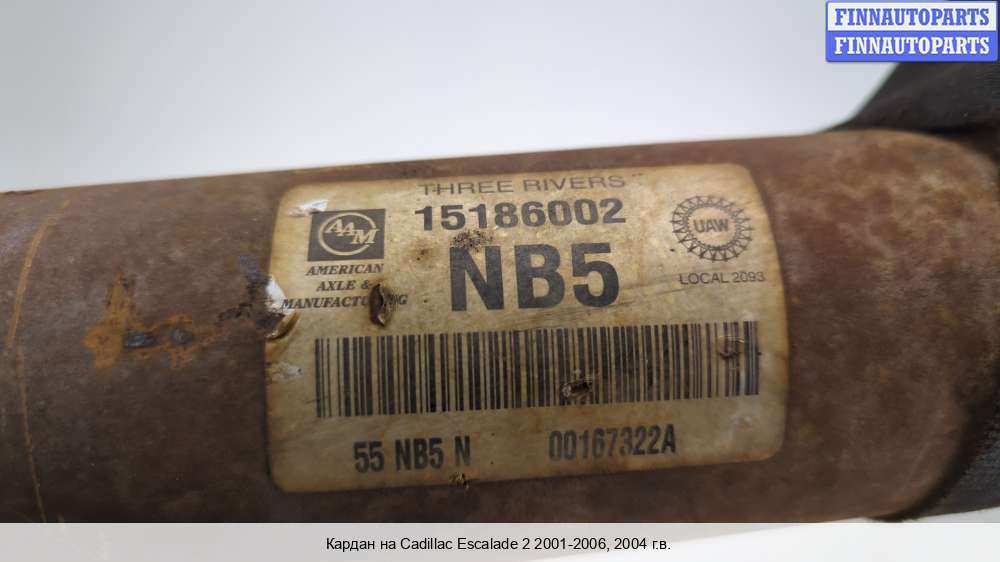 FINNAUTOPARTS
FINNAUTOPARTS
THREE RIVERS
15186002
AAM
UAW
NB5
AMERICAN
AXLE &
MANUFACTURING
LOCAL 2093
55 NB5 N 00167322A
Кардан на Cadillac Escalade 2 2001-2006, 2004 г.в.